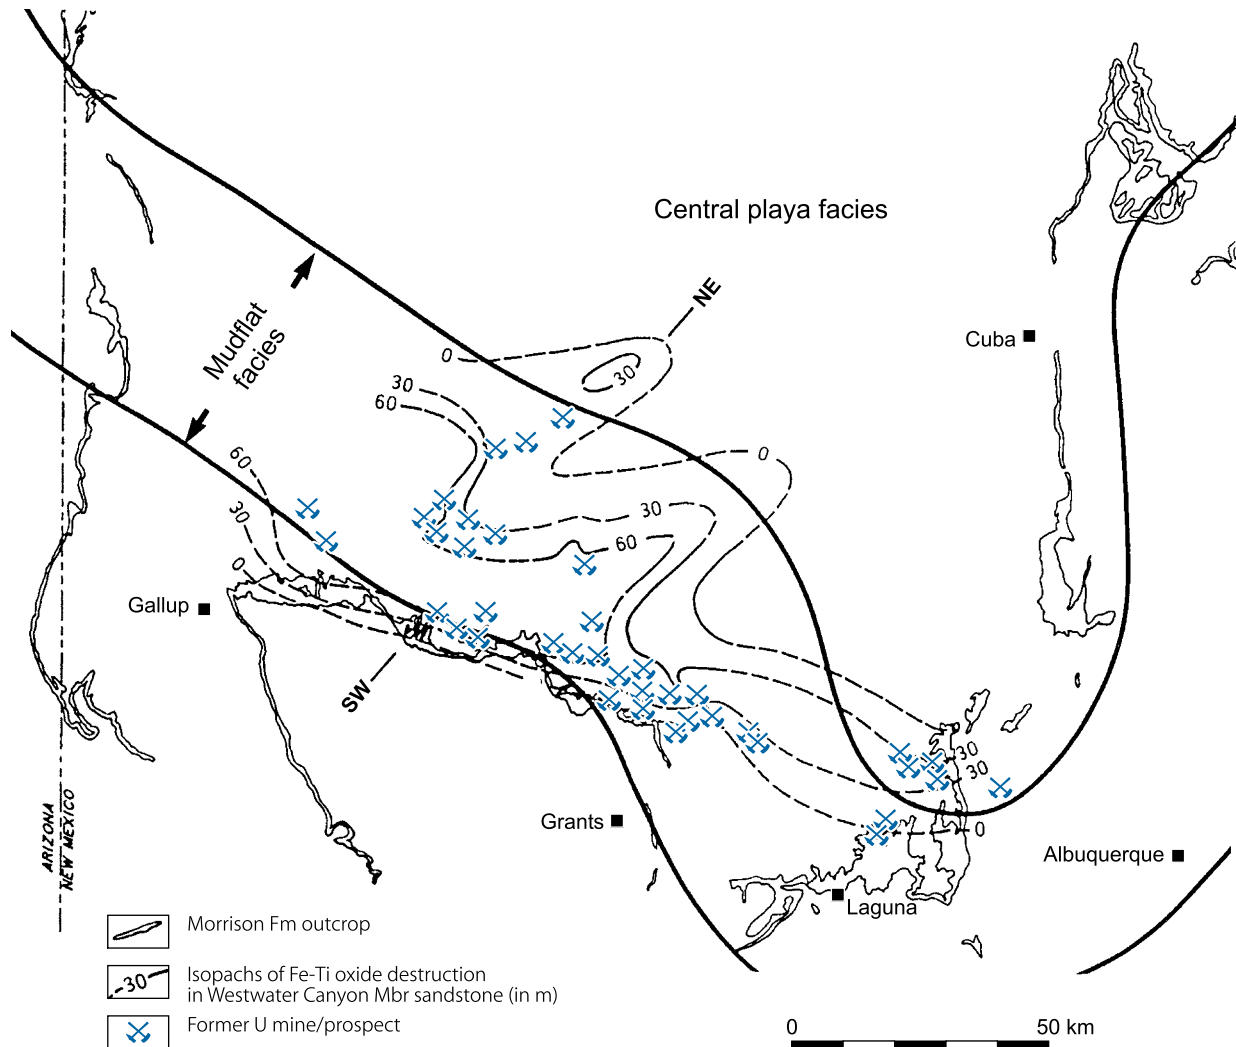 Central playa facies
NE
Mudflat
facies
Cuba
0
30
30
60
0
60
30
60
30
0
Gallup
SW
30
30
0
Grants
Albuquerque
Laguna
ARIZONA
NEW MEXICO
Morrison Fm outcrop
-30
Isopachs of Fe-Ti oxide destruction
in Westwater Canyon Mbr sandstone (in m)
Former U mine/prospect
0 50 km